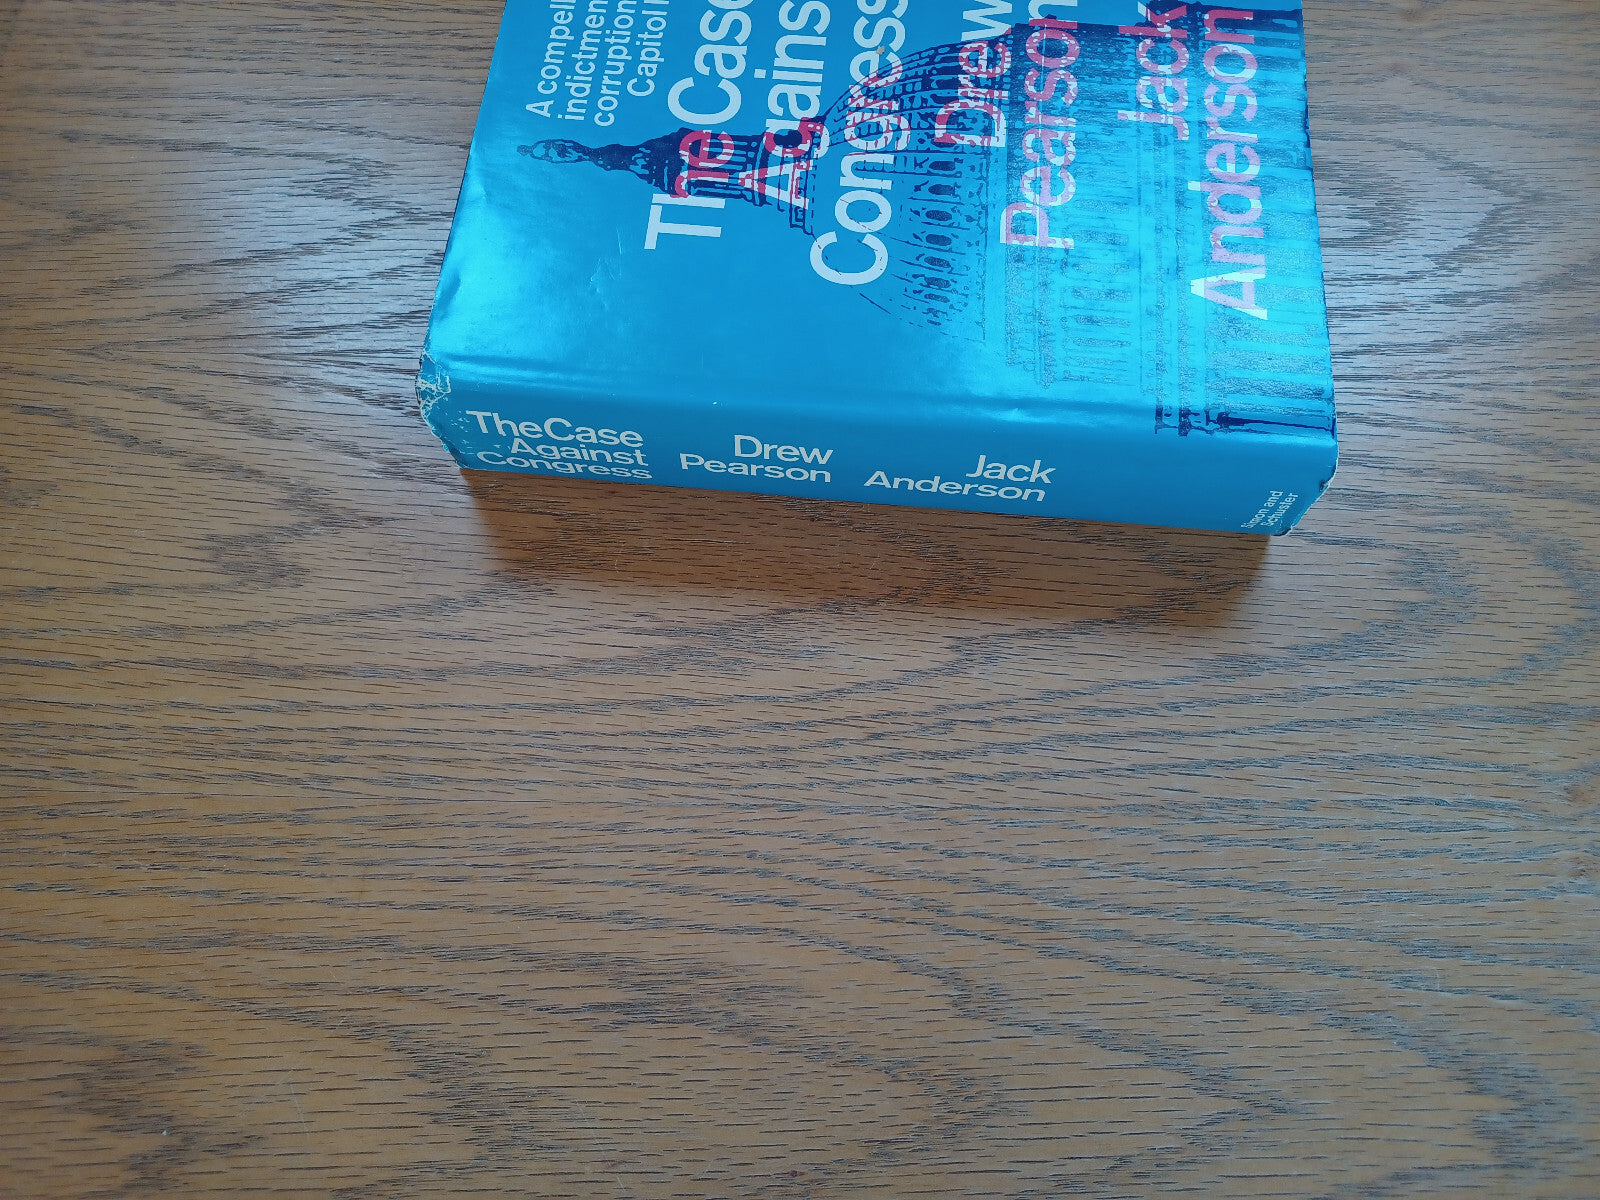 A compell
indictmen
corruption
Capitol
The Case
Against
Congress
Drew
Pearson
Jack
Anderson
The Case
Against
Congress
Drew
Pearson
Jack
Anderson
Simon and
Schuster